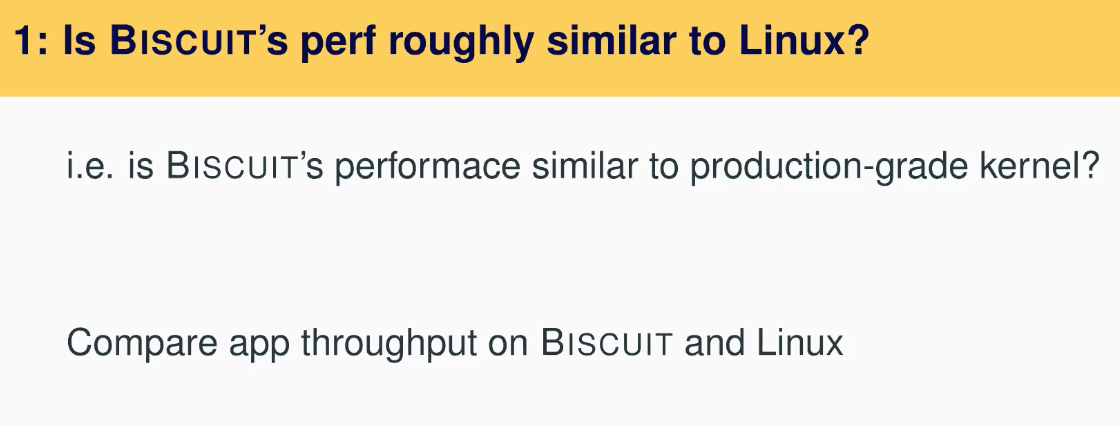 1: Is BISCUIT's perf roughly similar to Linux?
i.e. is BISCUIT's performace similar to production-grade kernel?
Compare app throughput on BISCUIT and Linux